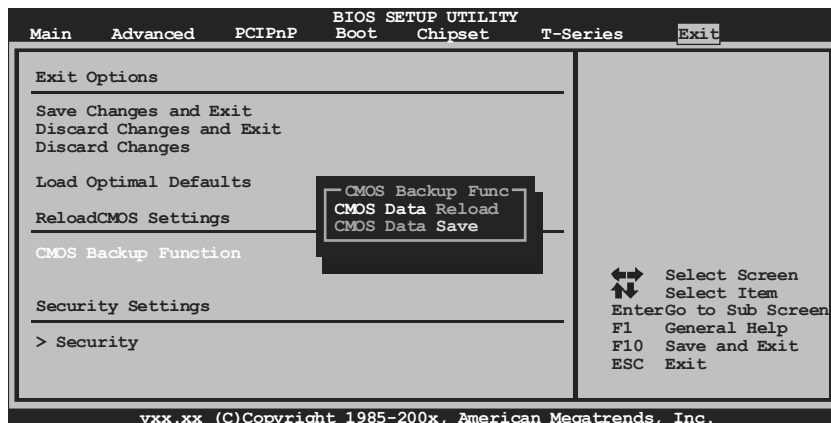 BIOS SETUP UTILITY
Main Advanced PCIPnP Boot Chipset T-Series Exit
Exit Options
Save Changes and Exit
Discard Changes and Exit
Discard Changes
Load Optimal Defaults
ReloadCMOS Settings
CMOS Backup Function
CMOS Backup Func
CMOS Data Reload
CMOS Data Save
Security Settings
> Security
Select Screen
Select Item
EnterGo to Sub Screen
F1 General Help
F10 Save and Exit
ESC Exit
vxx.xx (C)Copyright 1985-200x, American Megatrends, Inc.